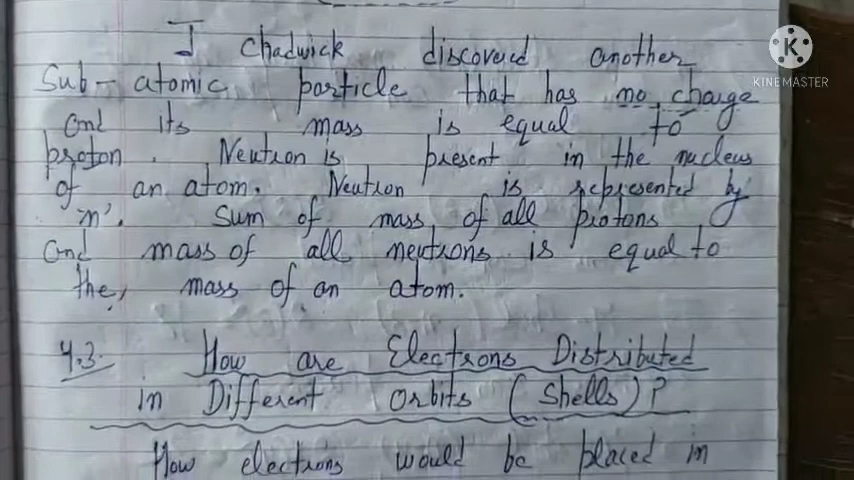 J chadwick discovered another
Sub-atomic particle that has no charge
and its mass is equal to
proton. Neutron is present in the nucleus
of an atom. Neutron is represented by
'n'. Sum of mass of all protons
and mass of all neutrons is equal to
the, mass of an atom.
4.3. How are Electrons Distributed
in Different Orbits (Shells)?
How electrons would be placed in
KINEMASTER